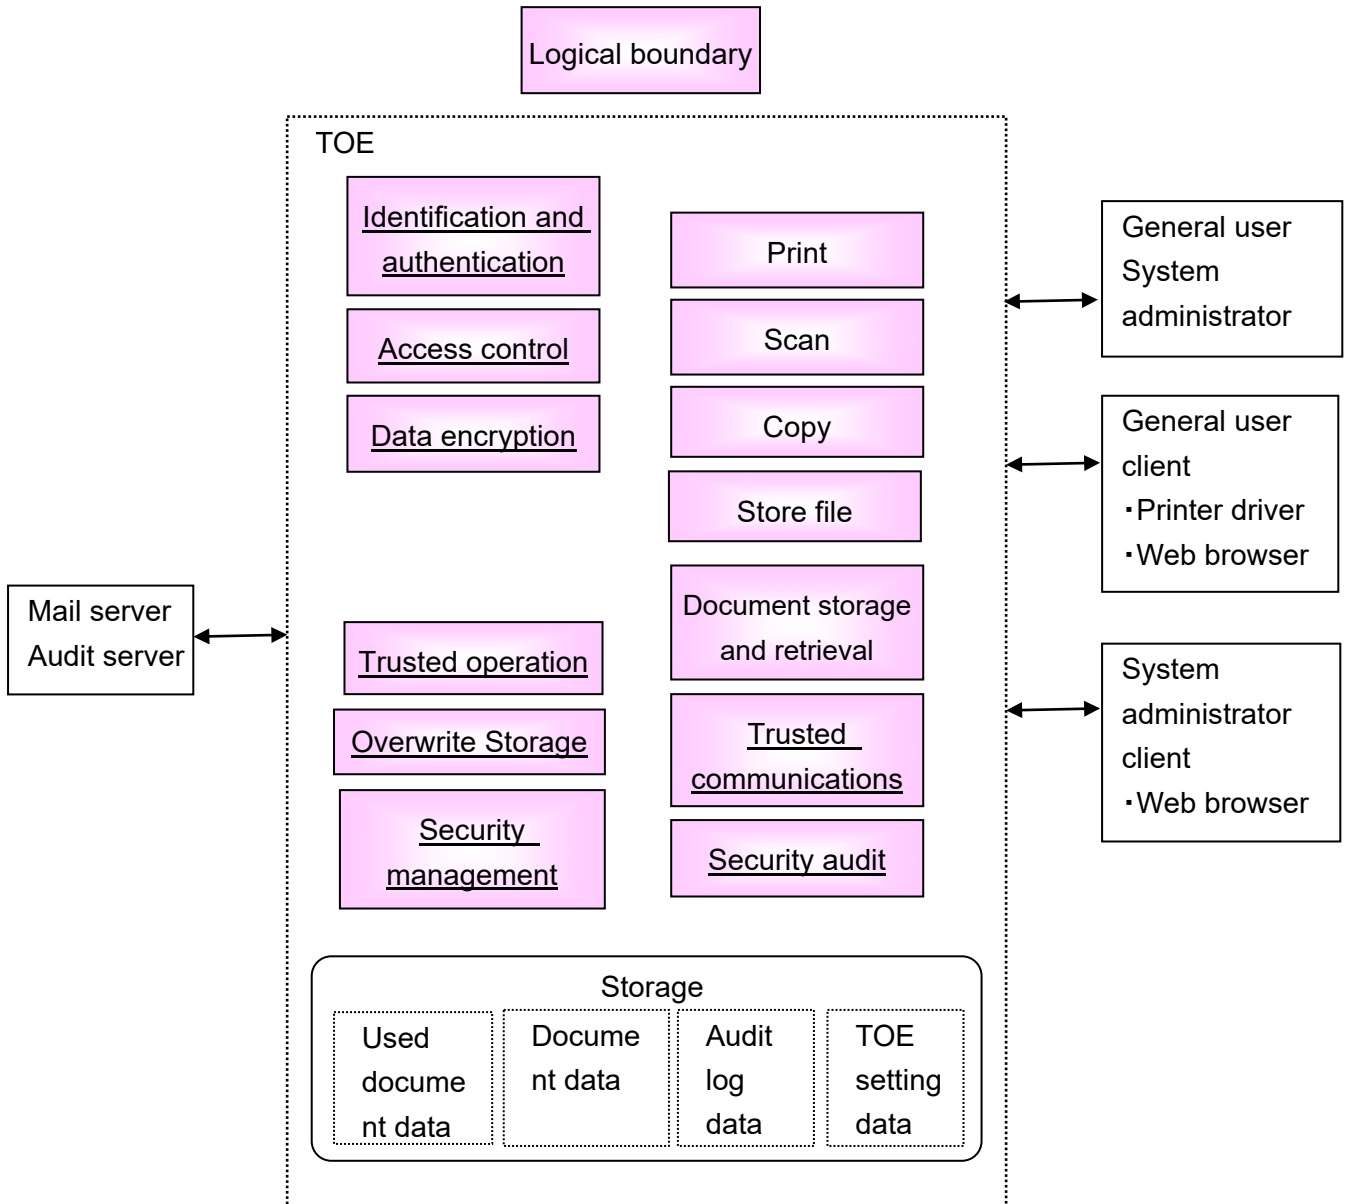 Logical boundary
TOE
Identification and
authentication
Access control
Data encryption
Trusted operation
Overwrite Storage
Security
management
Print
Scan
Copy
Store file
Document storage
and retrieval
Trusted
communications
Security audit
Storage
Used
docume
nt data
Docume
nt data
Audit
log
data
TOE
setting
data
Mail server
Audit server
General user
System
administrator
General user
client
・Printer driver
・Web browser
System
administrator
client
・Web browser